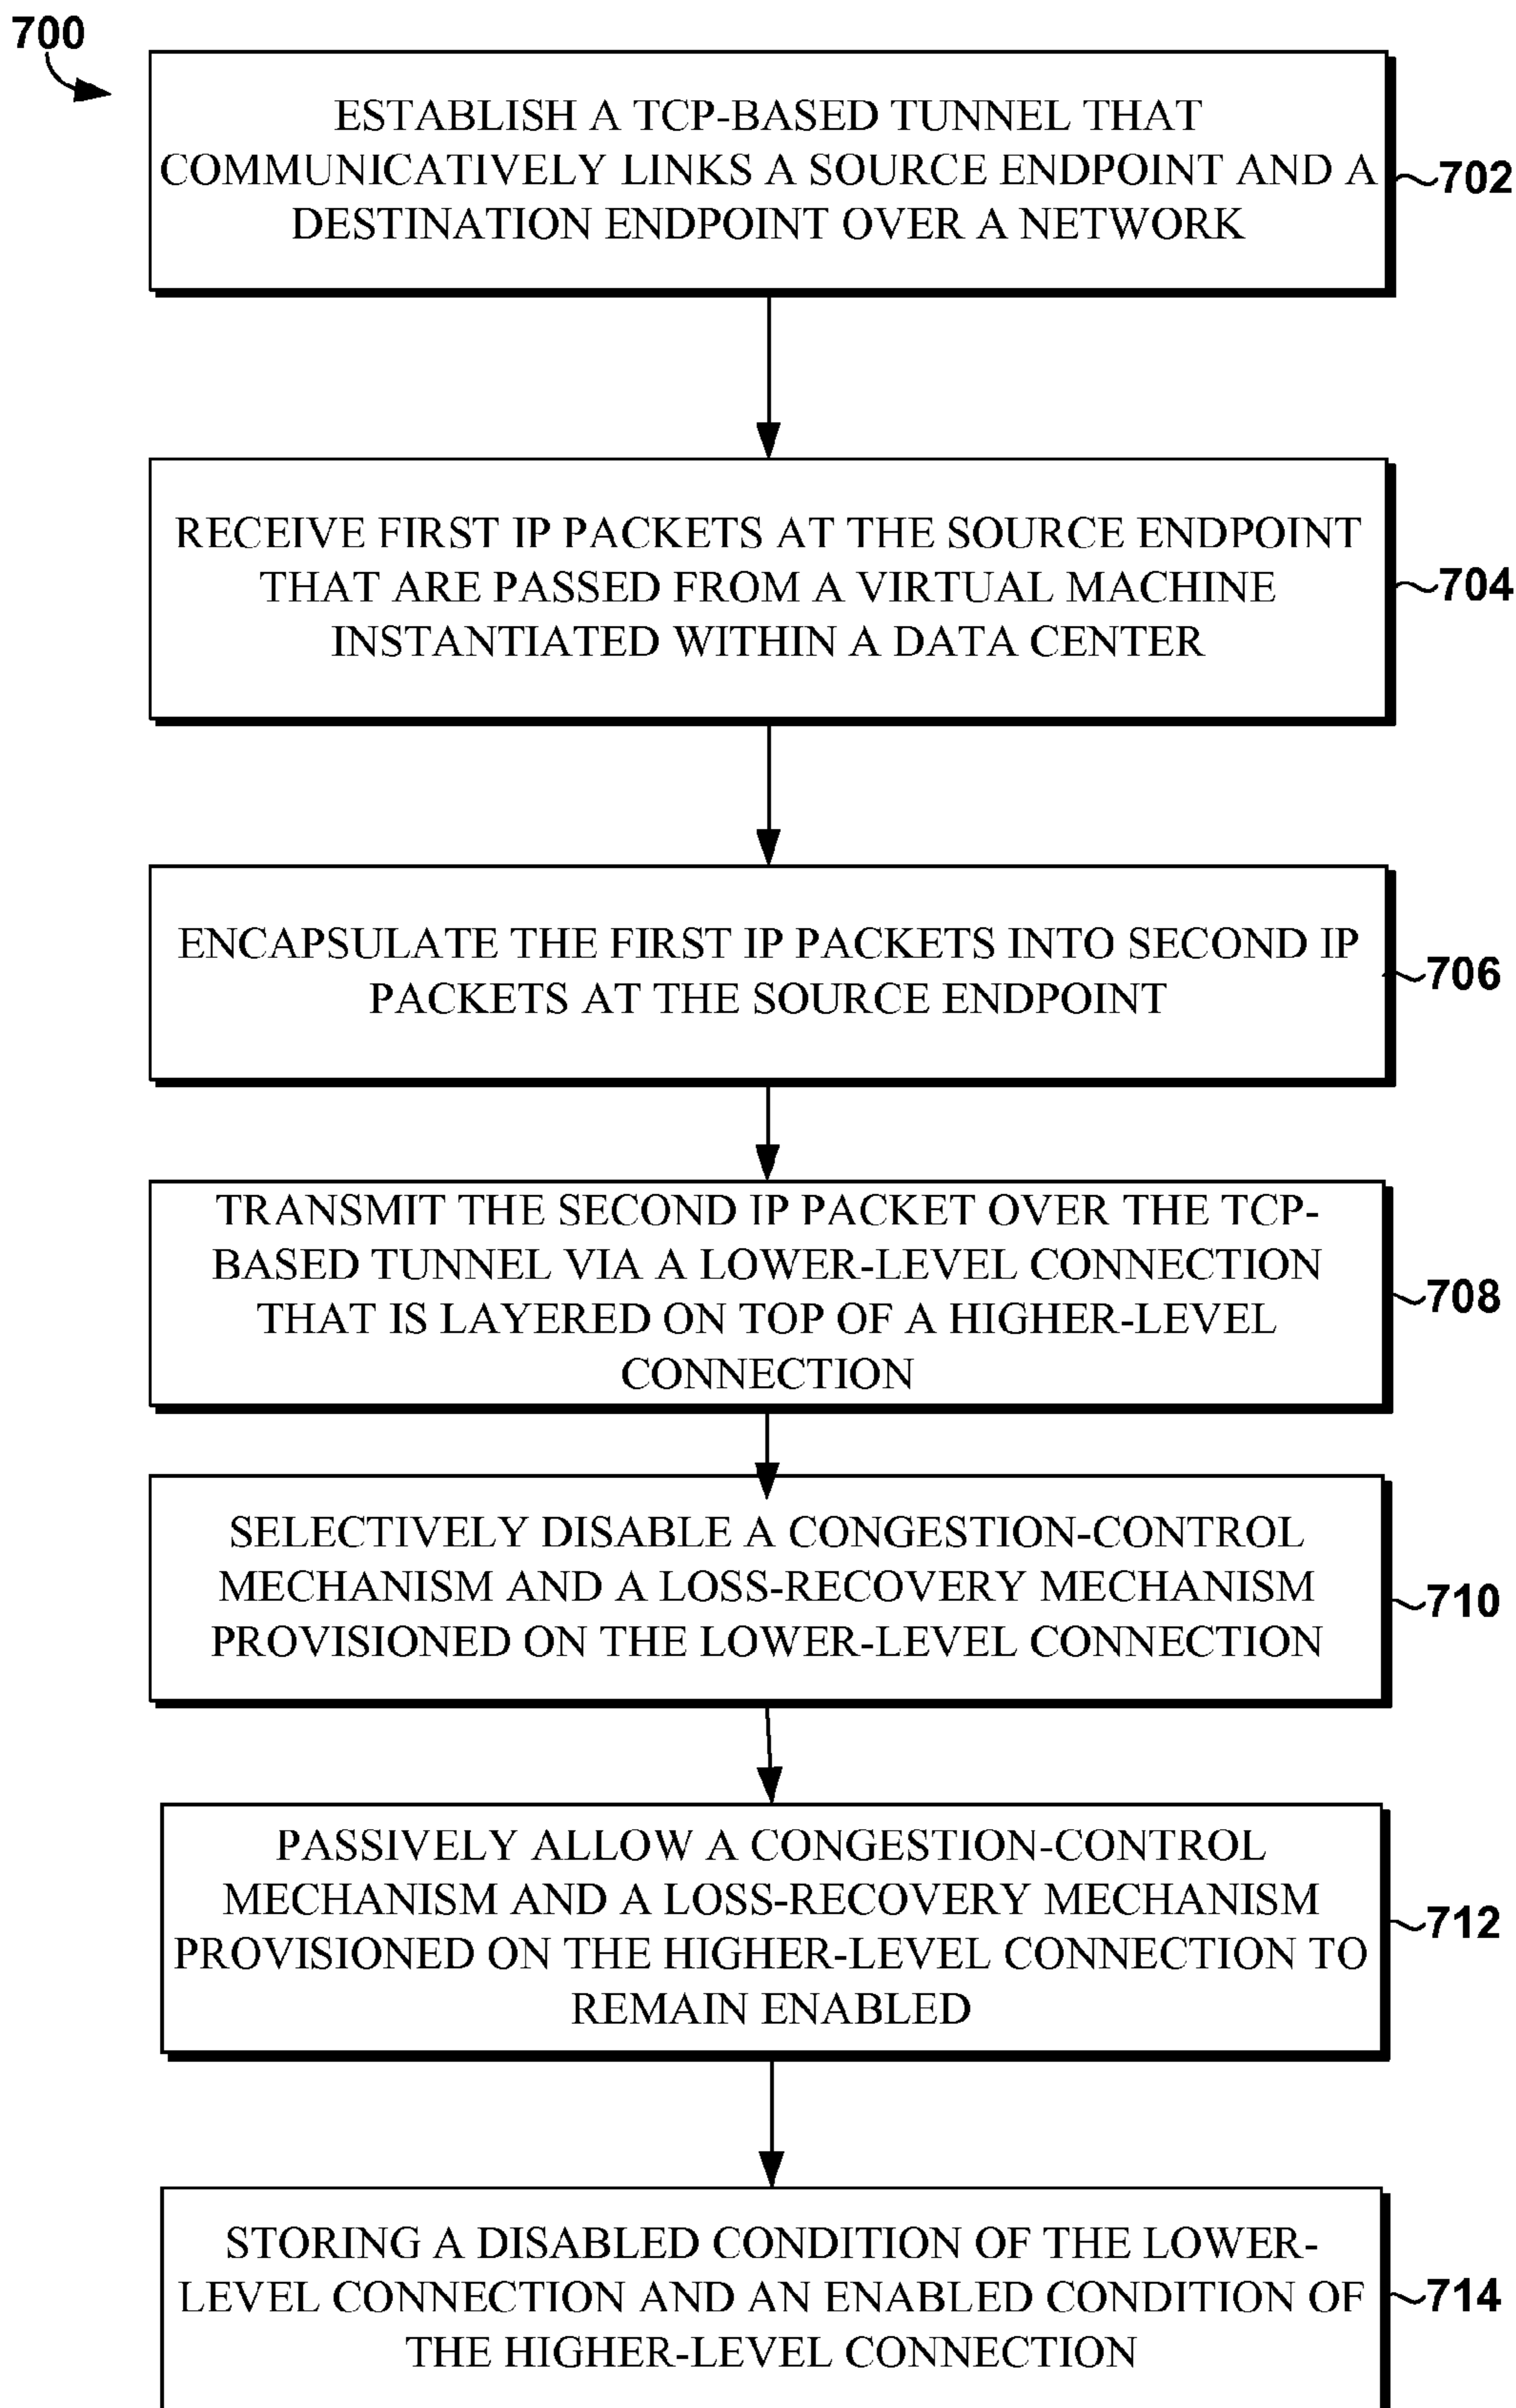 700
ESTABLISH A TCP-BASED TUNNEL THAT
COMMUNICATIVELY LINKS A SOURCE ENDPOINT AND A
DESTINATION ENDPOINT OVER A NETWORK
702
RECEIVE FIRST IP PACKETS AT THE SOURCE ENDPOINT
THAT ARE PASSED FROM A VIRTUAL MACHINE
INSTANTIATED WITHIN A DATA CENTER
704
ENCAPSULATE THE FIRST IP PACKETS INTO SECOND IP
PACKETS AT THE SOURCE ENDPOINT
706
TRANSMIT THE SECOND IP PACKET OVER THE TCP-
BASED TUNNEL VIA A LOWER-LEVEL CONNECTION
THAT IS LAYERED ON TOP OF A HIGHER-LEVEL
CONNECTION
708
SELECTIVELY DISABLE A CONGESTION-CONTROL
MECHANISM AND A LOSS-RECOVERY MECHANISM
PROVISIONED ON THE LOWER-LEVEL CONNECTION
710
PASSIVELY ALLOW A CONGESTION-CONTROL
MECHANISM AND A LOSS-RECOVERY MECHANISM
PROVISIONED ON THE HIGHER-LEVEL CONNECTION TO
REMAIN ENABLED
712
STORING A DISABLED CONDITION OF THE LOWER-
LEVEL CONNECTION AND AN ENABLED CONDITION OF
THE HIGHER-LEVEL CONNECTION
714